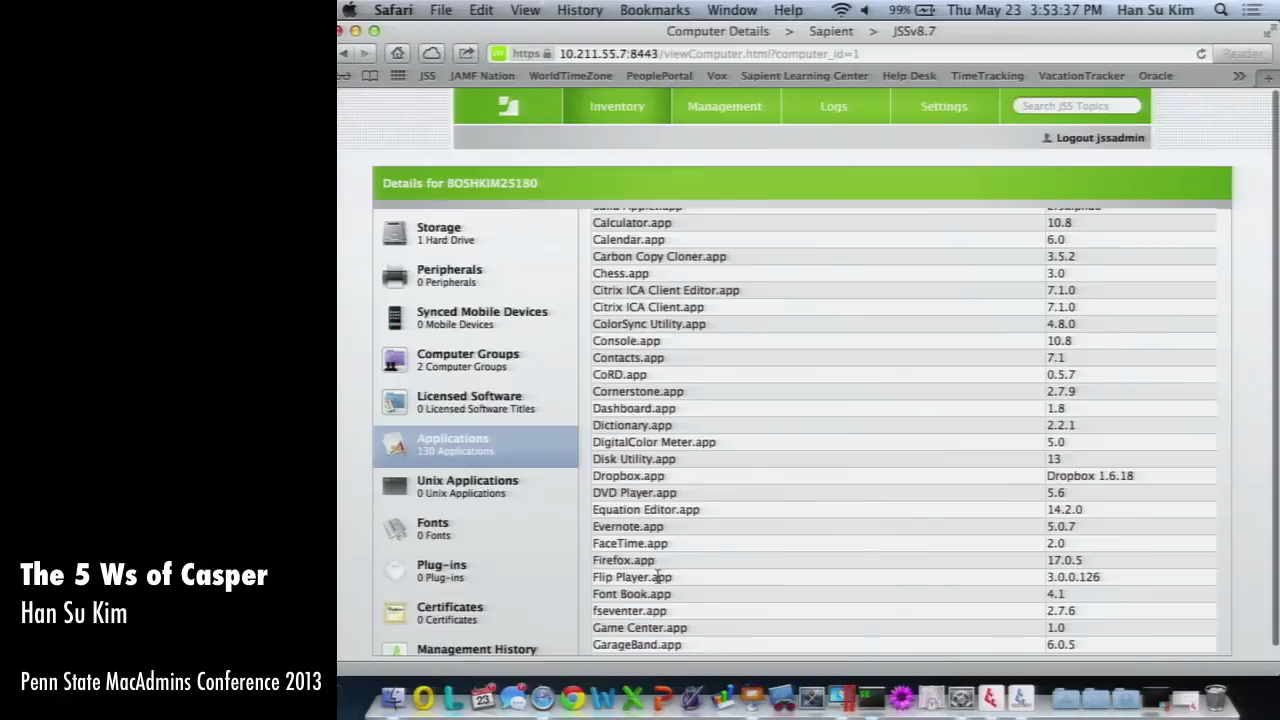 Safari File Edit View History Bookmarks Window Help 99% Thu May 23 3:53:37 PM Han Su Kim
Computer Details > Sapient > JSSv8.7
https 10.211.55.7:8443/viewComputer.html?computer_id=1 Reader
JSS JAMF Nation WorldTimeZone PeoplePortal Vox Sapient Learning Center Help Desk TimeTracking VacationTracker Oracle
Inventory Management Logs Settings Search JSS Topics
Logout jssadmin
Details for BOSHKIM25180
Storage
1 Hard Drive
Peripherals
0 Peripherals
Synced Mobile Devices
0 Mobile Devices
Computer Groups
2 Computer Groups
Licensed Software
0 Licensed Software Titles
Applications
130 Applications
Unix Applications
0 Unix Applications
Fonts
0 Fonts
Plug-ins
0 Plug-ins
Certificates
0 Certificates
Management History
Calculator.app 10.8
Calendar.app 6.0
Carbon Copy Cloner.app 3.5.2
Chess.app 3.0
Citrix ICA Client Editor.app 7.1.0
Citrix ICA Client.app 7.1.0
ColorSync Utility.app 4.8.0
Console.app 10.8
Contacts.app 7.1
CoRD.app 0.5.7
Cornerstone.app 2.7.9
Dashboard.app 1.8
Dictionary.app 2.2.1
DigitalColor Meter.app 5.0
Disk Utility.app 13
Dropbox.app Dropbox 1.6.18
DVD Player.app 5.6
Equation Editor.app 14.2.0
Evernote.app 5.0.7
FaceTime.app 2.0
Firefox.app 17.0.5
Flip Player.app 3.0.0.126
Font Book.app 4.1
fseventer.app 2.7.6
Game Center.app 1.0
GarageBand.app 6.0.5
The 5 Ws of Casper
Han Su Kim
Penn State MacAdmins Conference 2013